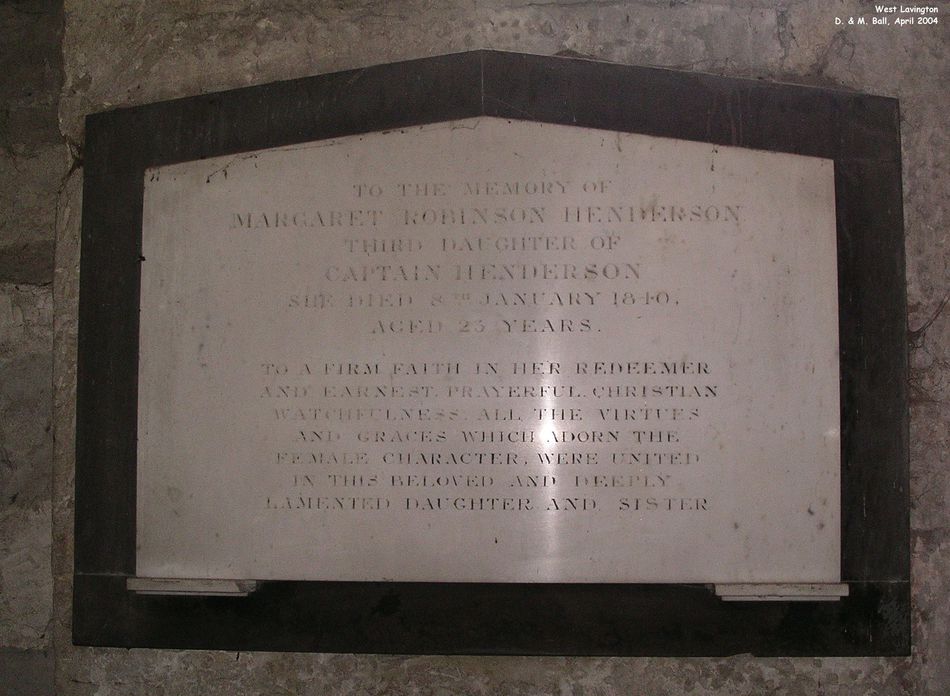 West Lavington
D. & M. Ball, April 2004
TO THE MEMORY OF
MARGARET ROBINSON HENDERSON
THIRD DAUGHTER OF
CAPTAIN HENDERSON
SHE DIED 8TH JANUARY 1840,
AGED 23 YEARS.
TO A FIRM FAITH IN HER REDEEMER
AND EARNEST, PRAYERFUL, CHRISTIAN
WATCHFULNESS, ALL THE VIRTUES
AND GRACES WHICH ADORN THE
FEMALE CHARACTER, WERE UNITED
IN THIS BELOVED AND DEEPLY
LAMENTED DAUGHTER AND SISTER